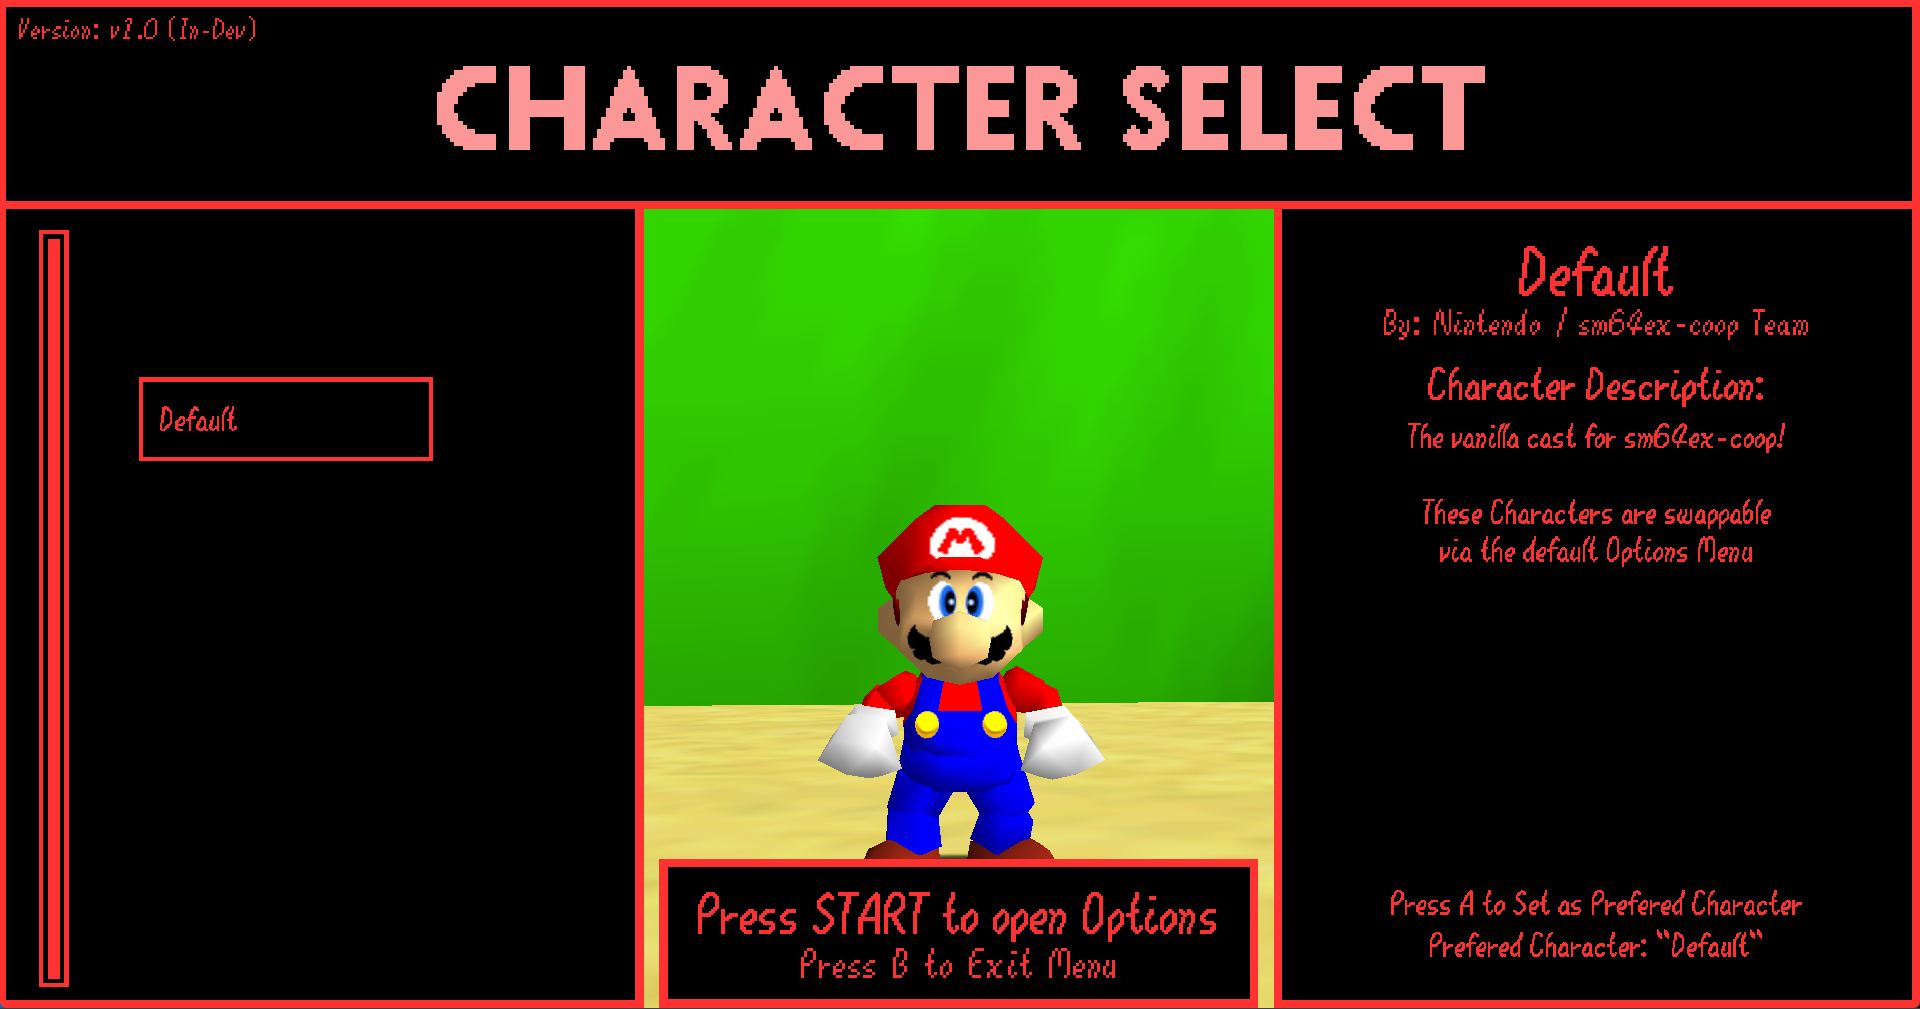 Version: v1.0 (In-Dev)
CHARACTER SELECT
Default
M
Press START to open Options
Press B to Exit Menu
Default
By: Nintendo / sm64ex-coop Team
Character Description:
The vanilla cast for sm64ex-coop!
These Characters are swappable
via the default Options Menu
Press A to Set as Prefered Character
Prefered Character: "Default"